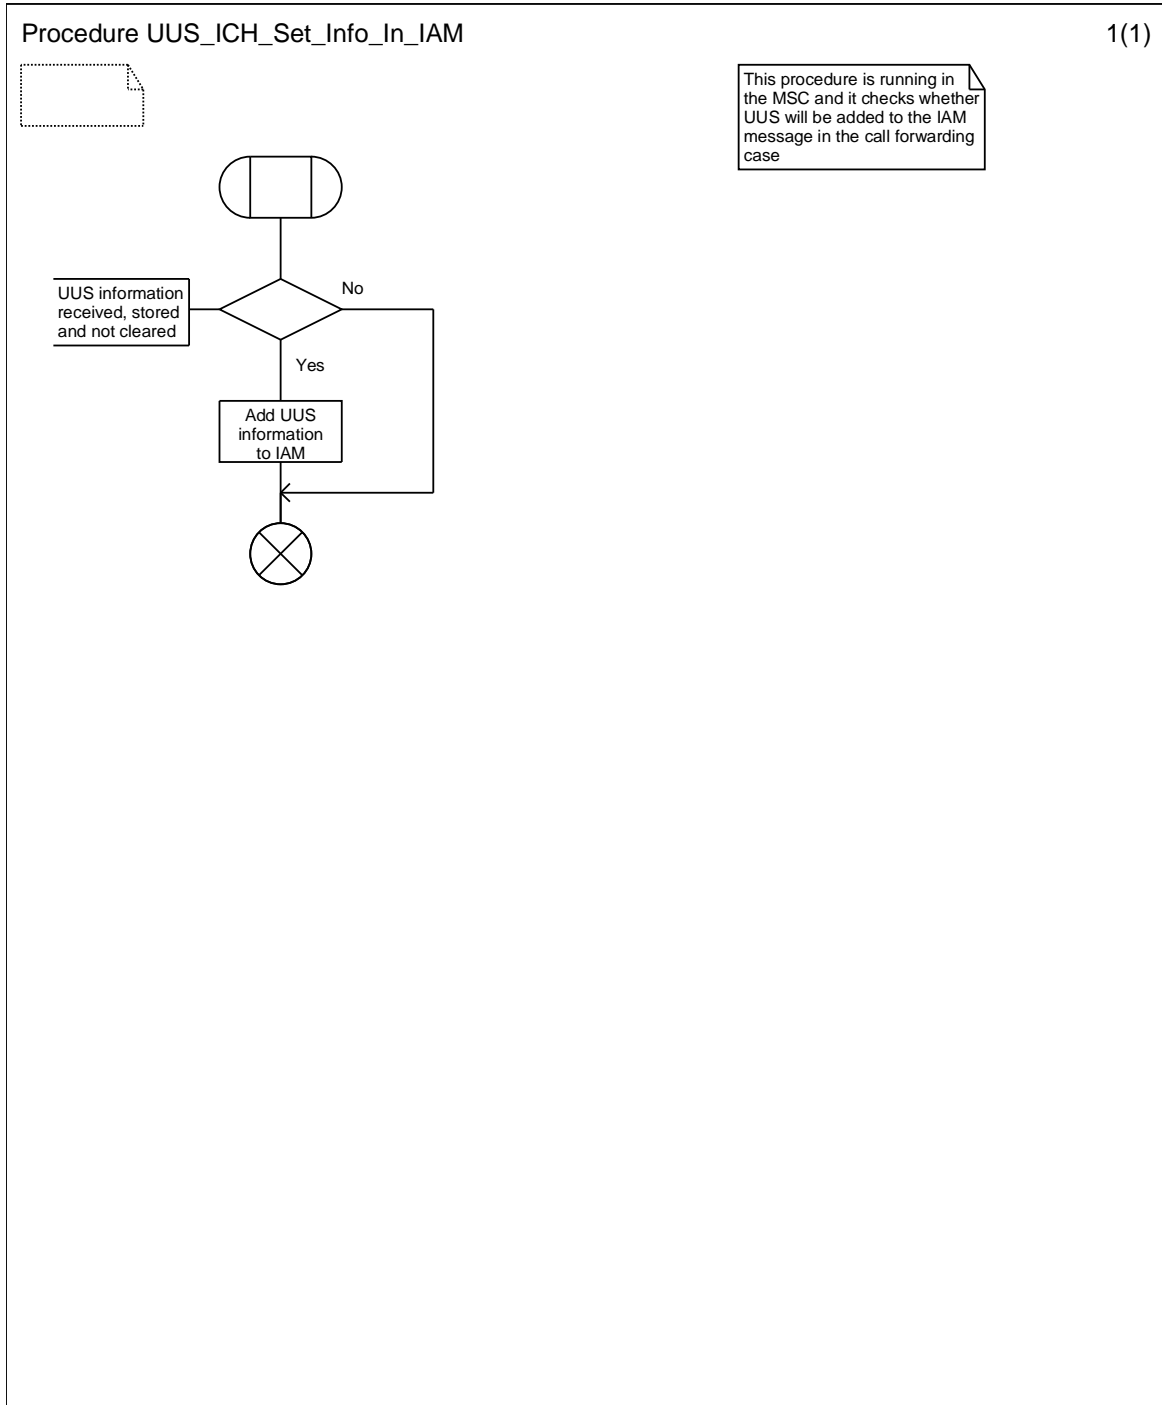 Procedure UUS_ICH_Set_Info_In_IAM
1(1)
This procedure is running in
the MSC and it checks whether
UUS will be added to the IAM
message in the call forwarding
case
UUS information
received, stored
and not cleared
No
Yes
Add UUS
information
to IAM